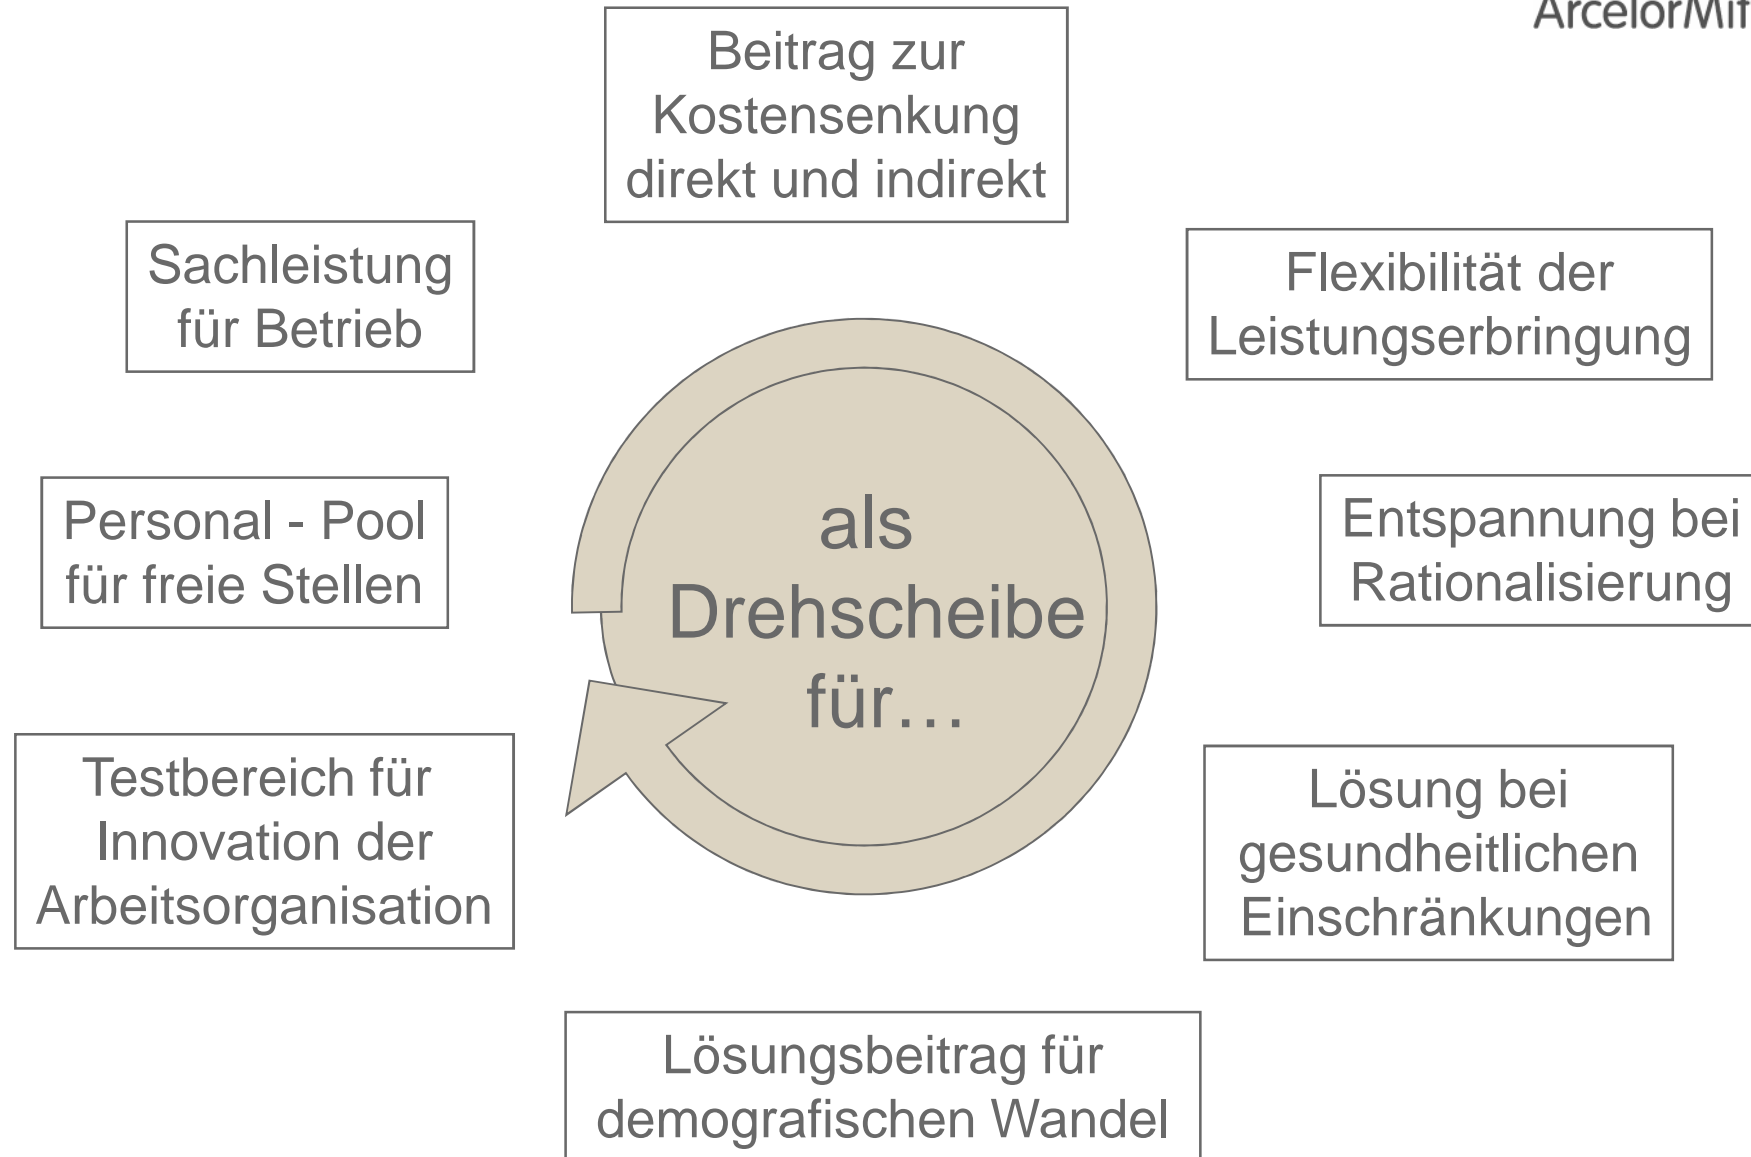 Beitrag zur
Kostensenkung
direkt und indirekt
Sachleistung
für Betrieb
Flexibilität der
Leistungserbringung
Personal - Pool
für freie Stellen
als
Drehscheibe
für…
Entspannung bei
Rationalisierung
Testbereich für
Innovation der
Arbeitsorganisation
Lösung bei
gesundheitlichen
Einschränkungen
Lösungsbeitrag für
demografischen Wandel